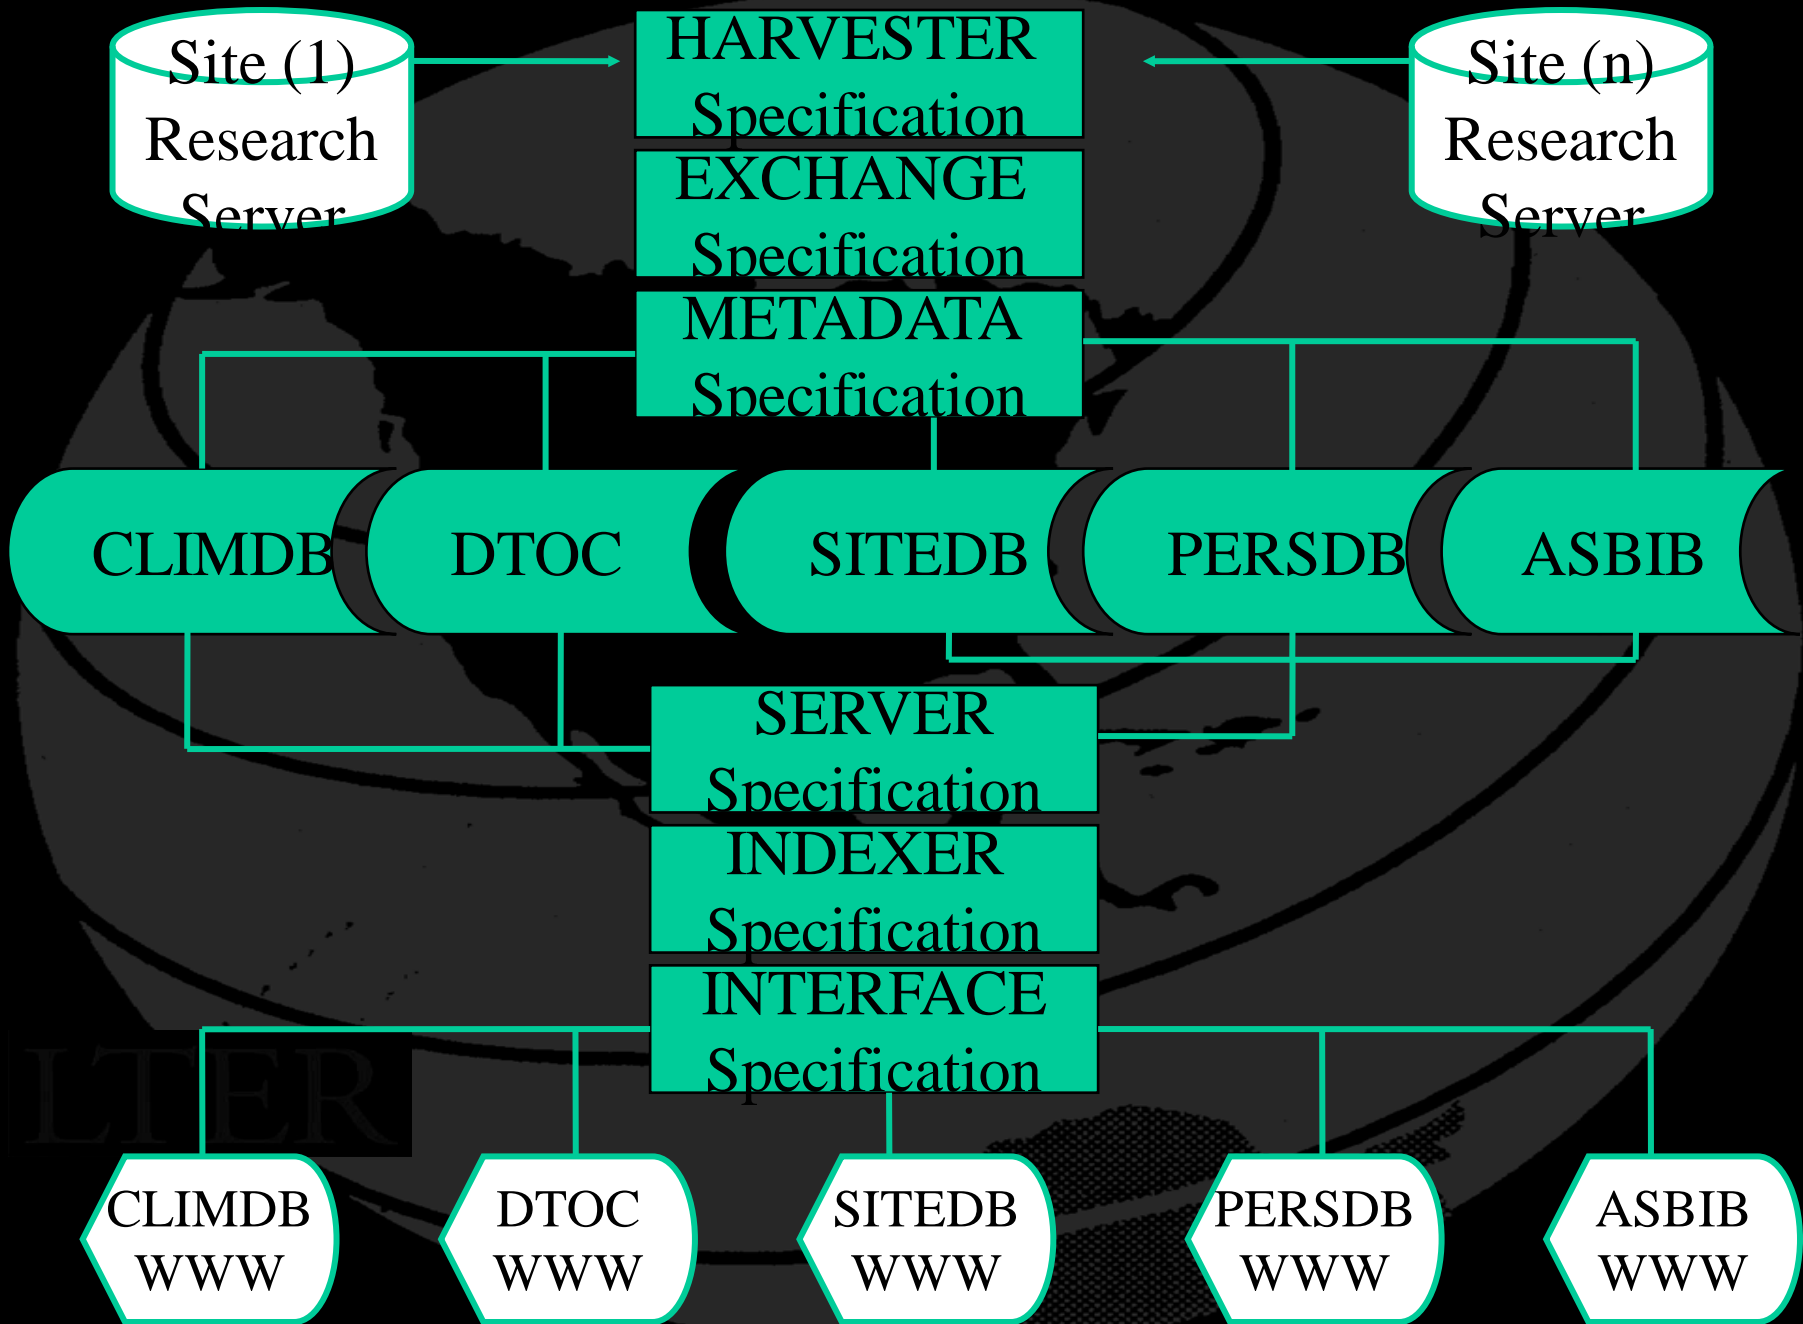 Site (1)
Research
Server
HARVESTER
Specification
Site (n)
Research
Server
EXCHANGE
Specification
METADATA
Specification
CLIMDB
DTOC
SITEDB
PERSDB
ASBIB
SERVER
Specification
INDEXER
Specification
INTERFACE
Specification
LTER
CLIMDB
WWW
DTOC
WWW
SITEDB
WWW
PERSDB
WWW
ASBIB
WWW